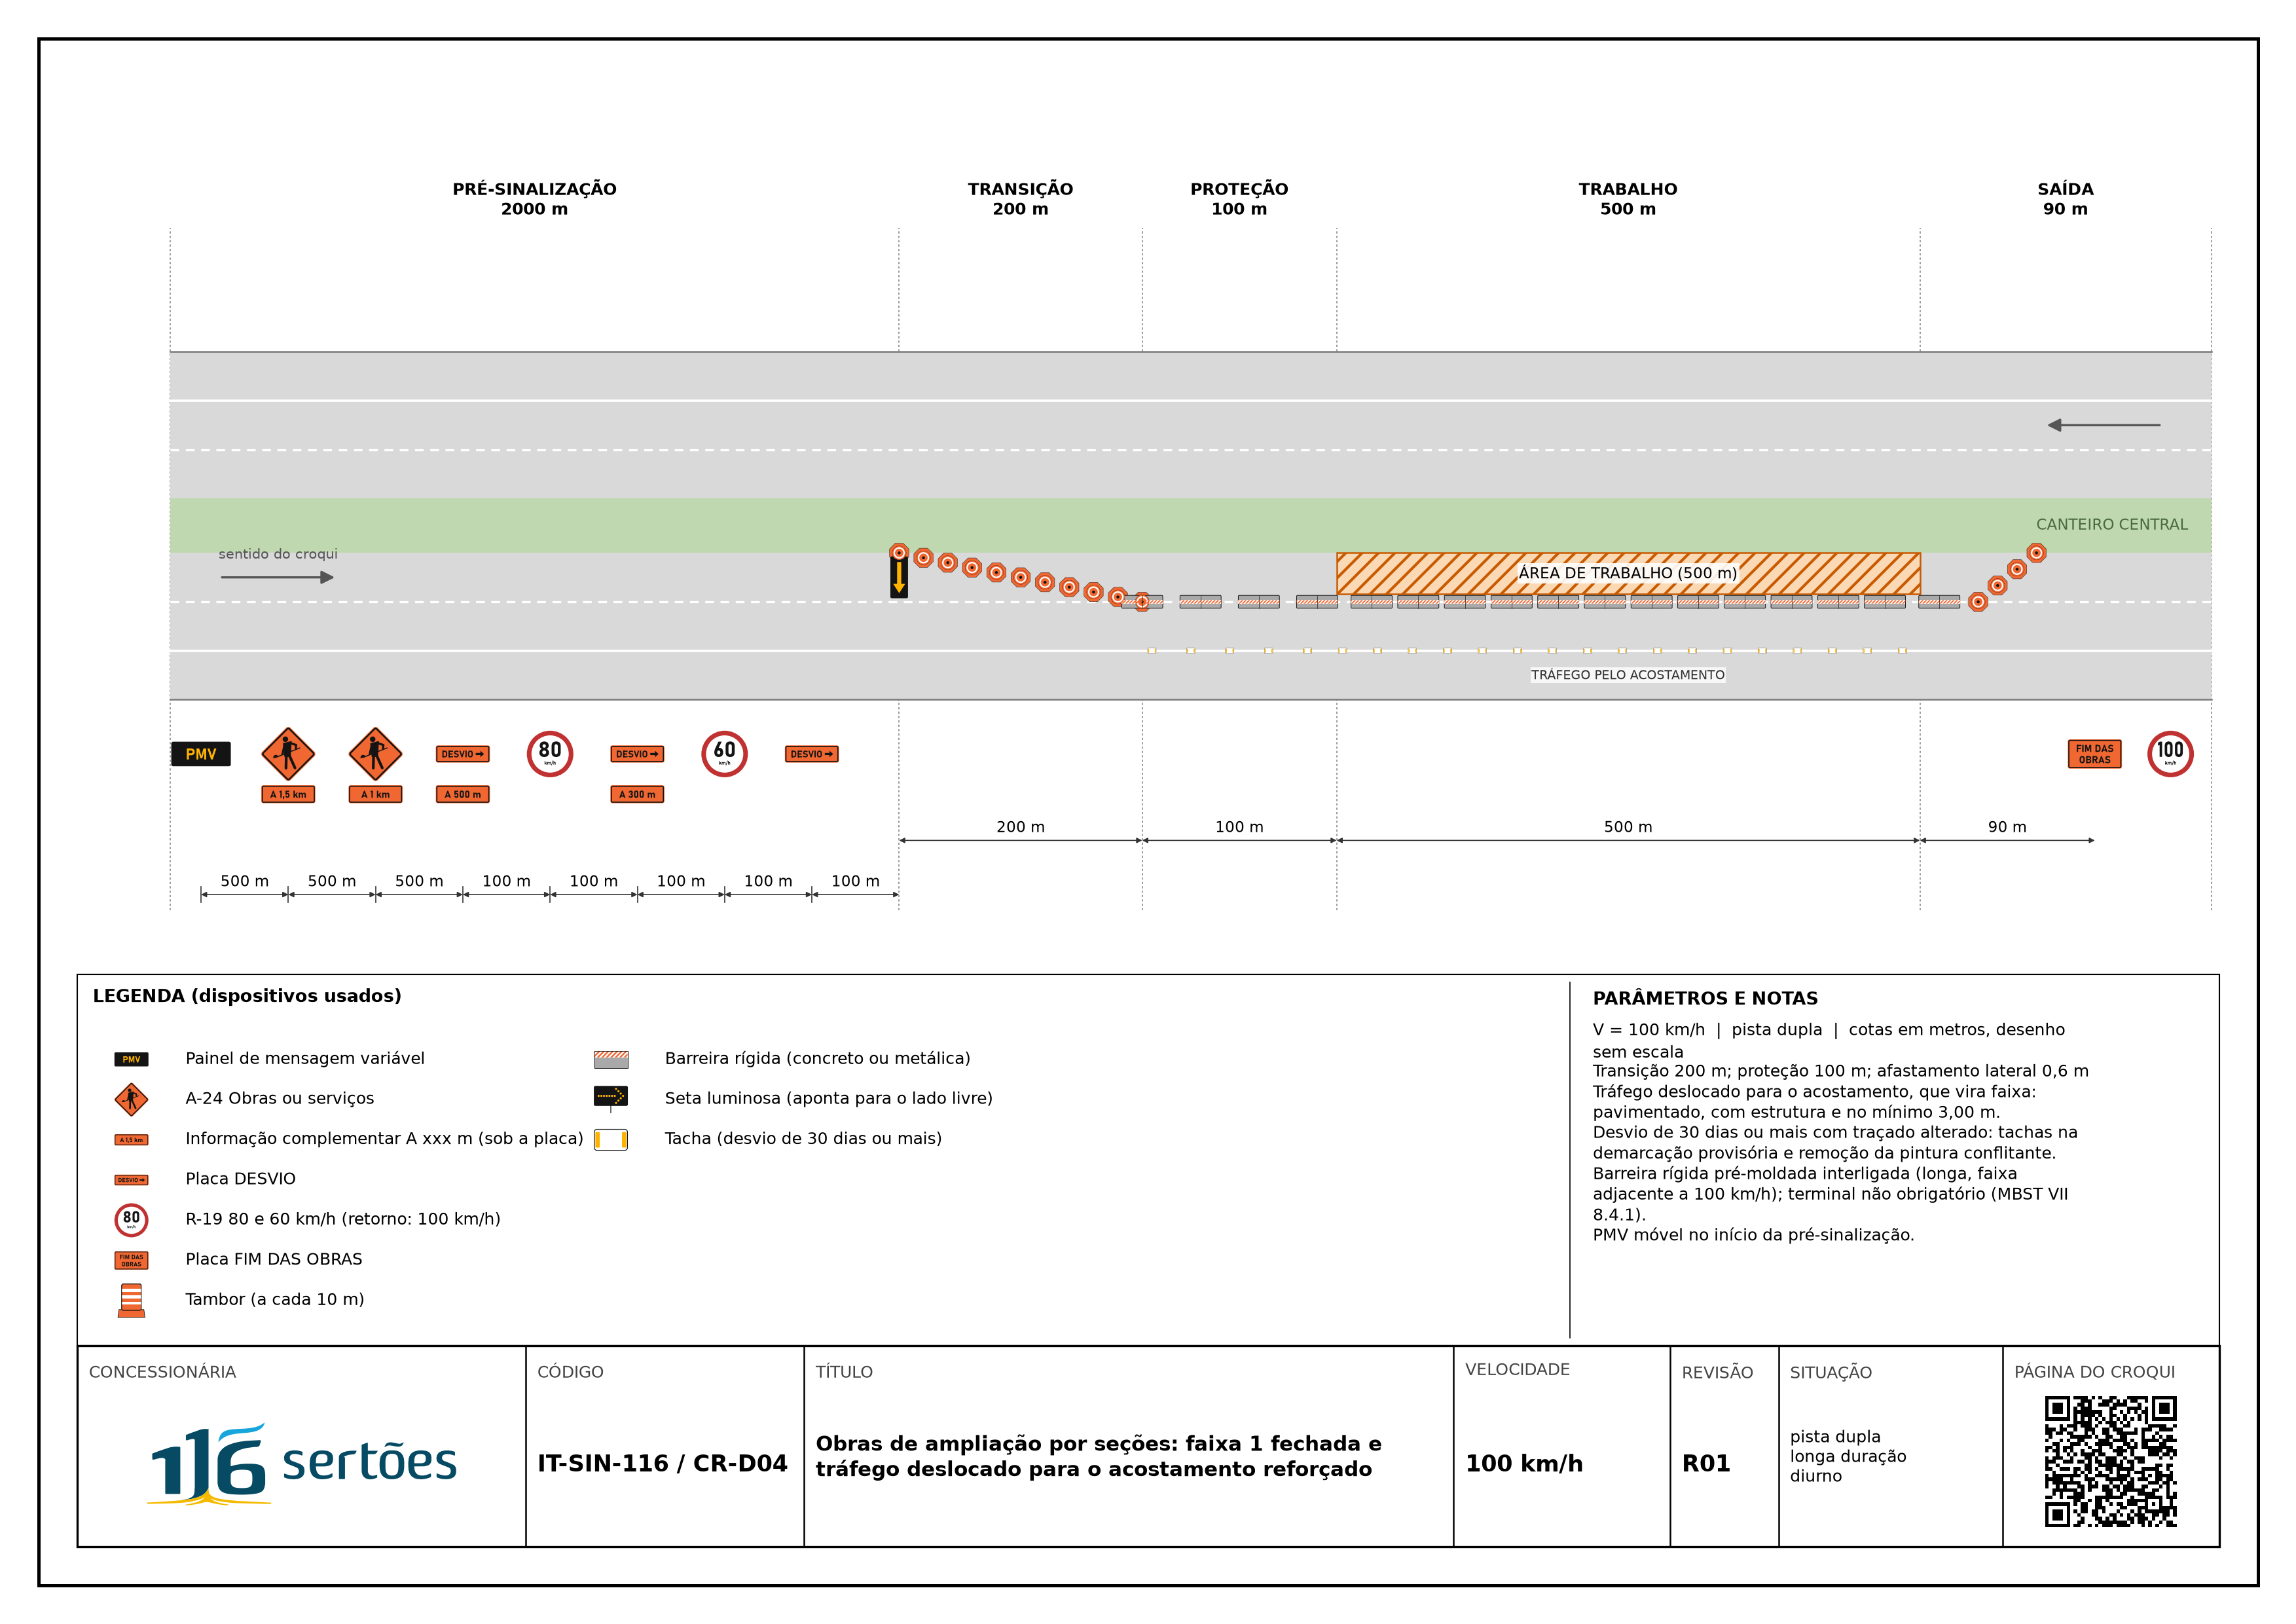 PRÉ-SINALIZAÇÃO
2000 m
TRANSIÇÃO
200 m
PROTEÇÃO
100 m
TRABALHO
500 m
SAÍDA
90 m
CANTEIRO CENTRAL
sentido do croqui
ÁREA DE TRABALHO (500 m)
TRÁFEGO PELO ACOSTAMENTO
PMV
A 1,5 km
A 1 km
DESVIO
A 500 m
80
km/h
DESVIO
A 300 m
60
km/h
DESVIO
FIM DAS
OBRAS
100
km/h
200 m
100 m
500 m
90 m
500 m
500 m
500 m
100 m
100 m
100 m
100 m
100 m
LEGENDA (dispositivos usados)
PMV
Painel de mensagem variável
A-24 Obras ou serviços
A 1,5 km
Informação complementar A xxx m (sob a placa)
DESVIO
Placa DESVIO
80
km/h
R-19 80 e 60 km/h (retorno: 100 km/h)
FIM DAS
OBRAS
Placa FIM DAS OBRAS
Tambor (a cada 10 m)
Barreira rígida (concreto ou metálica)
Seta luminosa (aponta para o lado livre)
Tacha (desvio de 30 dias ou mais)
PARÂMETROS E NOTAS
V = 100 km/h | pista dupla | cotas em metros, desenho
sem escala
Transição 200 m; proteção 100 m; afastamento lateral 0,6 m
Tráfego deslocado para o acostamento, que vira faixa:
pavimentado, com estrutura e no mínimo 3,00 m.
Desvio de 30 dias ou mais com traçado alterado: tachas na
demarcação provisória e remoção da pintura conflitante.
Barreira rígida pré-moldada interligada (longa, faixa
adjacente a 100 km/h); terminal não obrigatório (MBST VII
8.4.1).
PMV móvel no início da pré-sinalização.
CONCESSIONÁRIA
116 sertões
CÓDIGO
IT-SIN-116 / CR-D04
TÍTULO
Obras de ampliação por seções: faixa 1 fechada e
tráfego deslocado para o acostamento reforçado
VELOCIDADE
100 km/h
REVISÃO
R01
SITUAÇÃO
pista dupla
longa duração
diurno
PÁGINA DO CROQUI